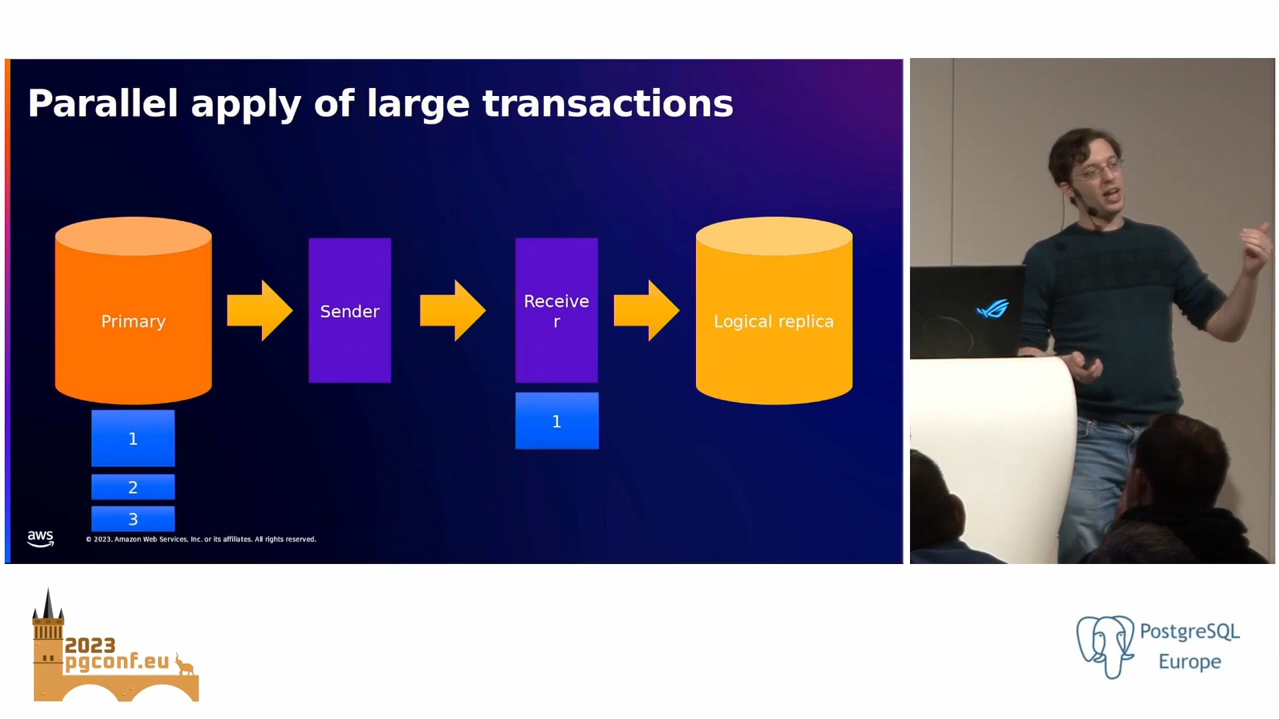 Parallel apply of large transactions
Primary
Sender
Receive
r
Logical replica
1
1
2
3
aws
© 2023, Amazon Web Services, Inc. or its affiliates. All rights reserved.
2023
pgconf.eu
PostgreSQL
Europe